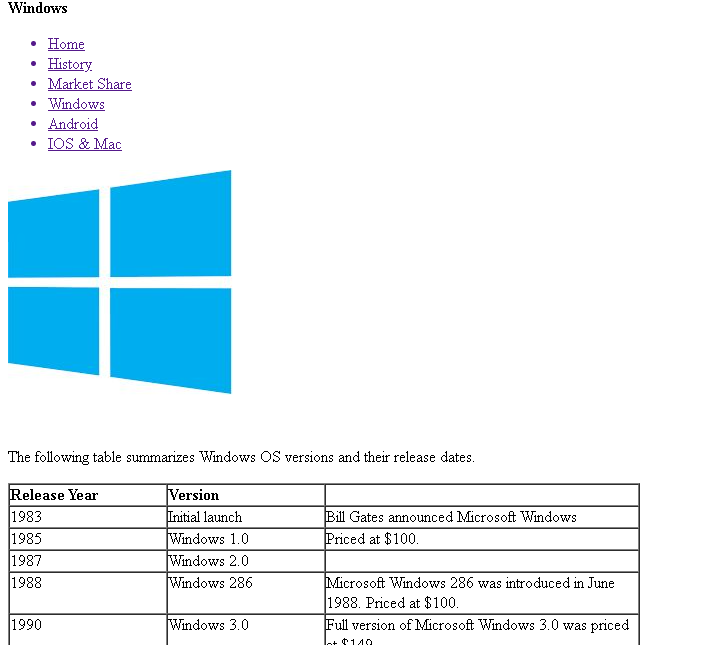 Windows
Home
History
Market Share
Windows
Android
IOS & Mac
The following table summarizes Windows OS versions and their release dates.
Release Year Version
1983 Initial launch Bill Gates announced Microsoft Windows
1985 Windows 1.0 Priced at $100.
1987 Windows 2.0
1988 Windows 286 Microsoft Windows 286 was introduced in June
1988. Priced at $100.
1990 Windows 3.0 Full version of Microsoft Windows 3.0 was priced
at $149